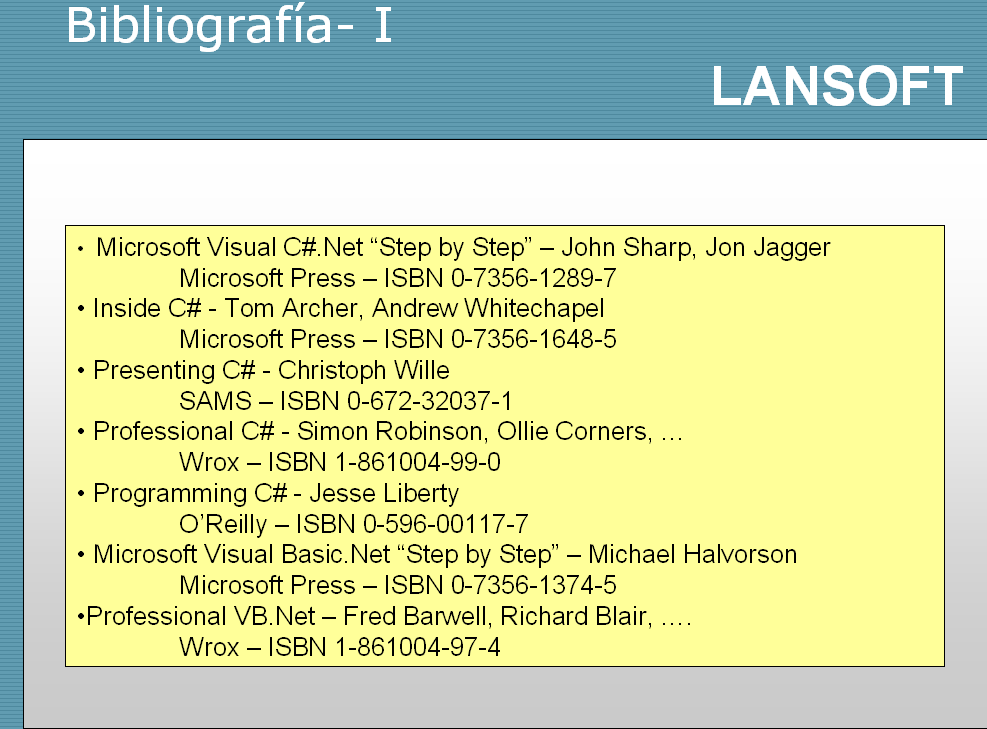 Bibliografía- I
LANSOFT
• Microsoft Visual C#.Net “Step by Step” – John Sharp, Jon Jagger
Microsoft Press – ISBN 0-7356-1289-7
• Inside C# - Tom Archer, Andrew Whitechapel
Microsoft Press – ISBN 0-7356-1648-5
• Presenting C# - Christoph Wille
SAMS – ISBN 0-672-32037-1
• Professional C# - Simon Robinson, Ollie Corners, …
Wrox – ISBN 1-861004-99-0
• Programming C# - Jesse Liberty
O’Reilly – ISBN 0-596-00117-7
• Microsoft Visual Basic.Net “Step by Step” – Michael Halvorson
Microsoft Press – ISBN 0-7356-1374-5
•Professional VB.Net – Fred Barwell, Richard Blair, ….
Wrox – ISBN 1-861004-97-4